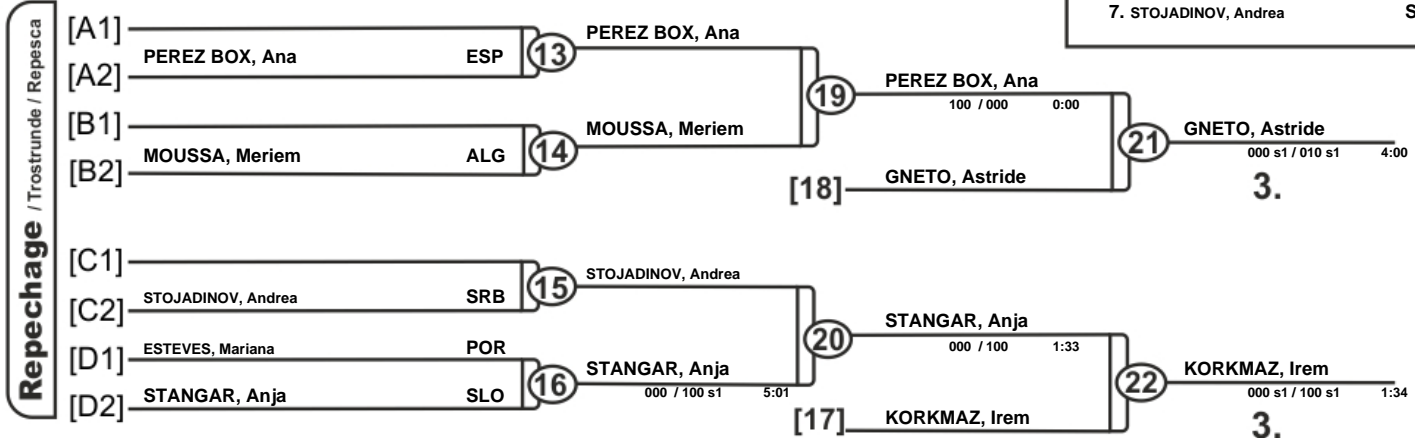 7. STOJADINOV, Andrea S
Repechage / Trostrunde / Repesca
[A1]
PEREZ BOX, Ana ESP
[A2]
13
PEREZ BOX, Ana
[B1]
MOUSSA, Meriem ALG
[B2]
14
MOUSSA, Meriem
19
PEREZ BOX, Ana
100 / 000 0:00
[18]
GNETO, Astride
21
GNETO, Astride
000 s1 / 010 s1 4:00
3.
[C1]
STOJADINOV, Andrea SRB
[C2]
15
STOJADINOV, Andrea
ESTEVES, Mariana POR
[D1]
STANGAR, Anja SLO
[D2]
16
STANGAR, Anja
000 / 100 s1 5:01
20
STANGAR, Anja
000 / 100 1:33
[17]
KORKMAZ, Irem
22
KORKMAZ, Irem
000 s1 / 100 s1 1:34
3.